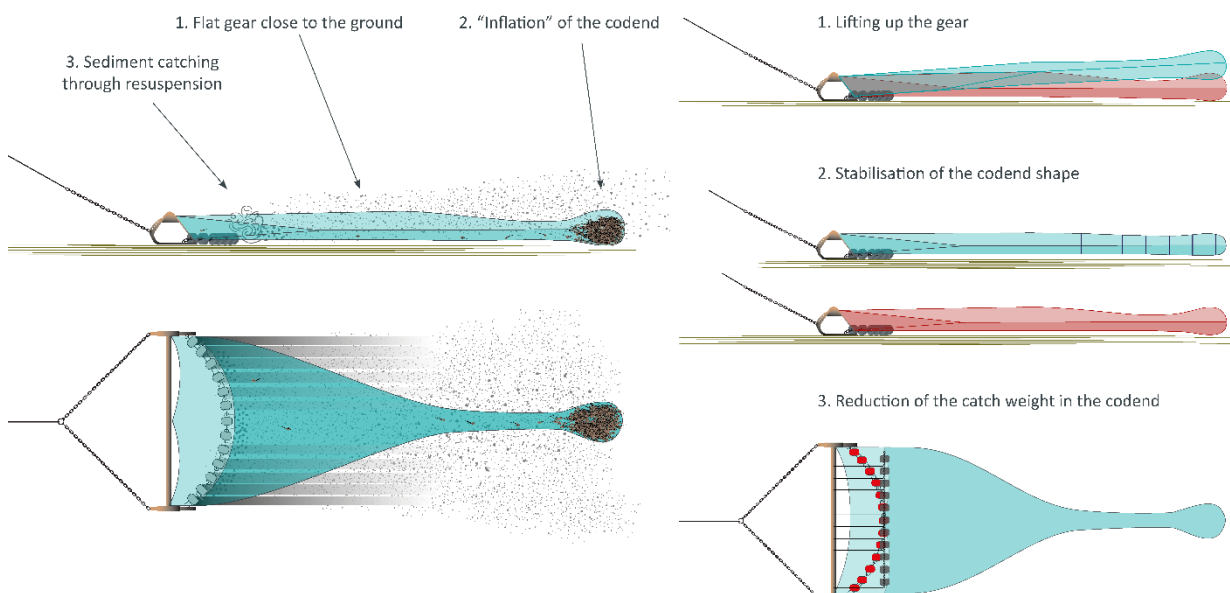 1. Flat gear close to the ground
2. “Inflation” of the codend
3. Sediment catching
through resuspension
1. Lifting up the gear
2. Stabilisation of the codend shape
3. Reduction of the catch weight in the codend